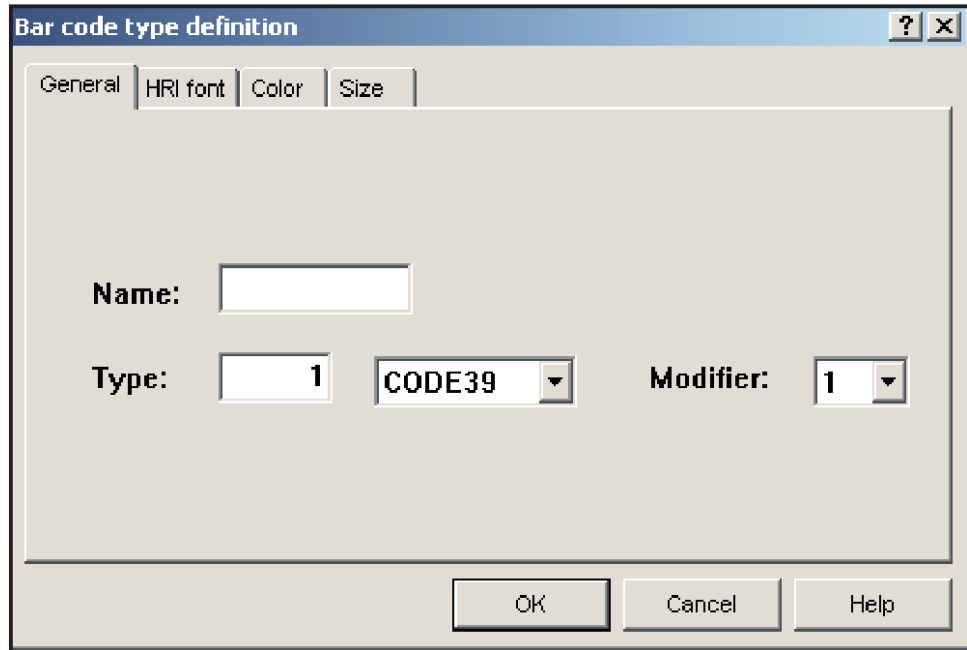 Bar code type definition
General HRI font Color Size
Name:
Type: 1 CODE39 Modifier: 1
OK Cancel Help